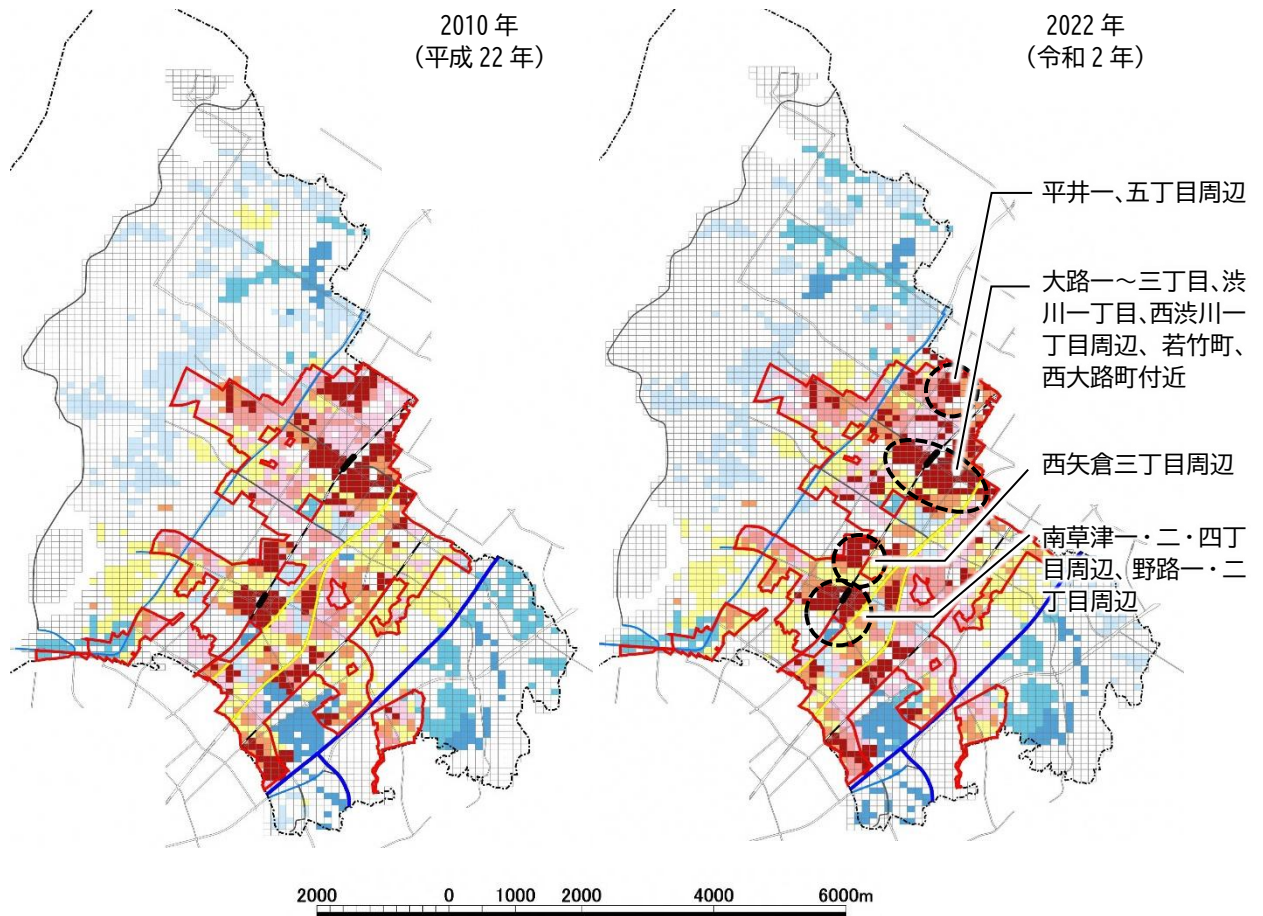 2010 年
（平成 22 年）
2022 年
（令和 2 年）
平井一、五丁目周辺
大路一～三丁目、渋
川一丁目、西渋川一
丁目周辺、若竹町、
西大路町付近
西矢倉三丁目周辺
南草津一・二・四丁
目周辺、野路一・二
丁目周辺
2000 0 1000 2000 4000 6000m